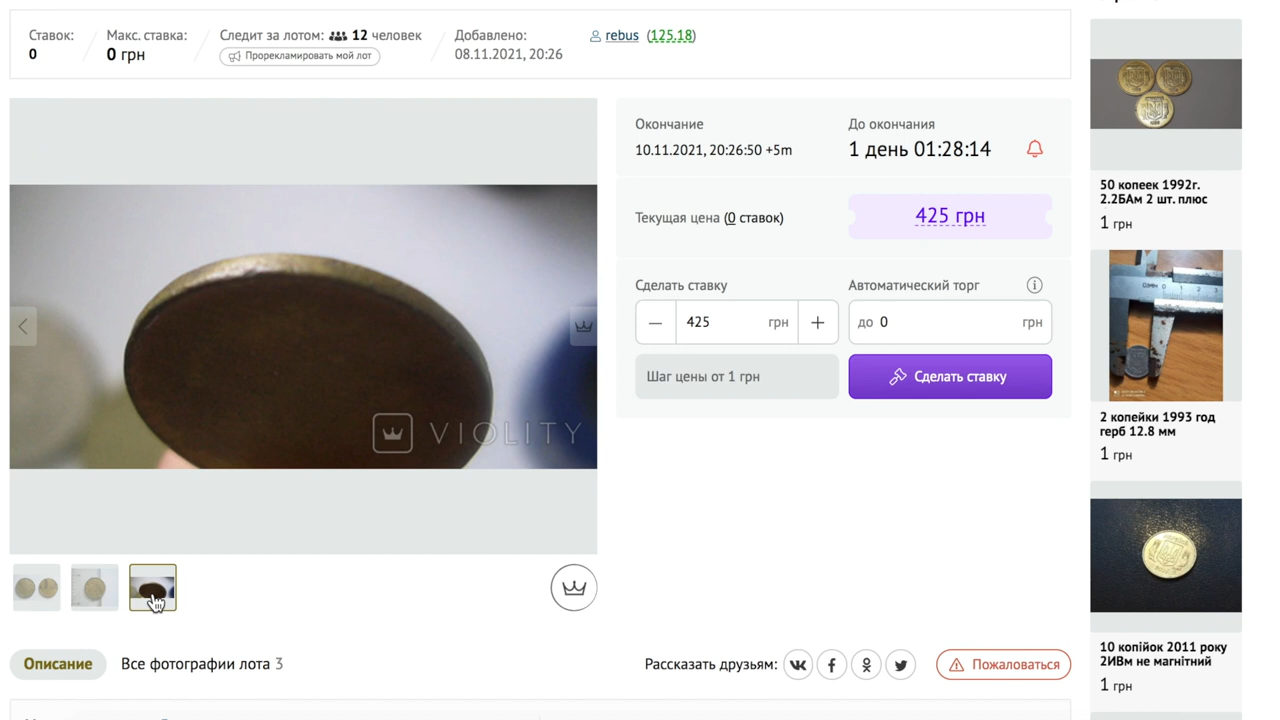 Ставок:
0
Макс. ставка:
0 грн
Следит за лотом: 12 человек
Прорекламировать мой лот
Добавлено:
08.11.2021, 20:26
rebus (125.18)
Окончание
10.11.2021, 20:26:50 +5m
До окончания
1 день 01:28:14
Текущая цена (0 ставок)
425 грн
Сделать ставку
425 грн
Автоматический торг
до 0 грн
Шаг цены от 1 грн
Сделать ставку
VIOLITY
Описание
Все фотографии лота 3
Рассказать друзьям:
Пожаловаться
50 копеек 1992г.
2.2БАм 2 шт. плюс
1 грн
2 копейки 1993 год
герб 12.8 мм
1 грн
10 копійок 2011 року
2ИВм не магнітний
1 грн